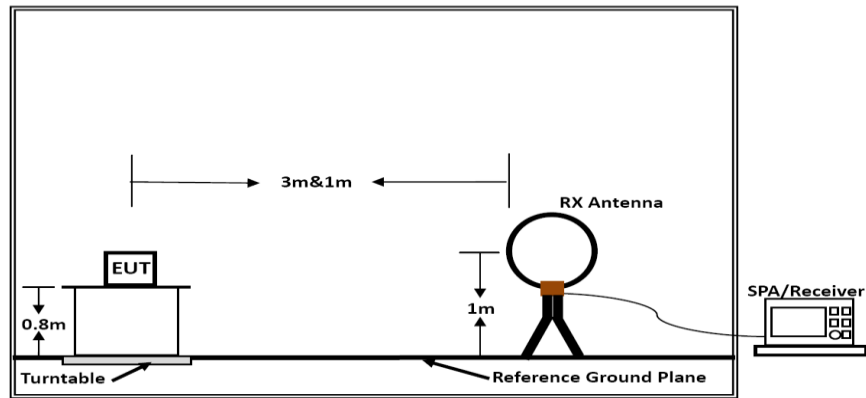 3m&1m
RX Antenna
EUT
SPA/Receiver
0.8m
1m
Turntable
Reference Ground Plane